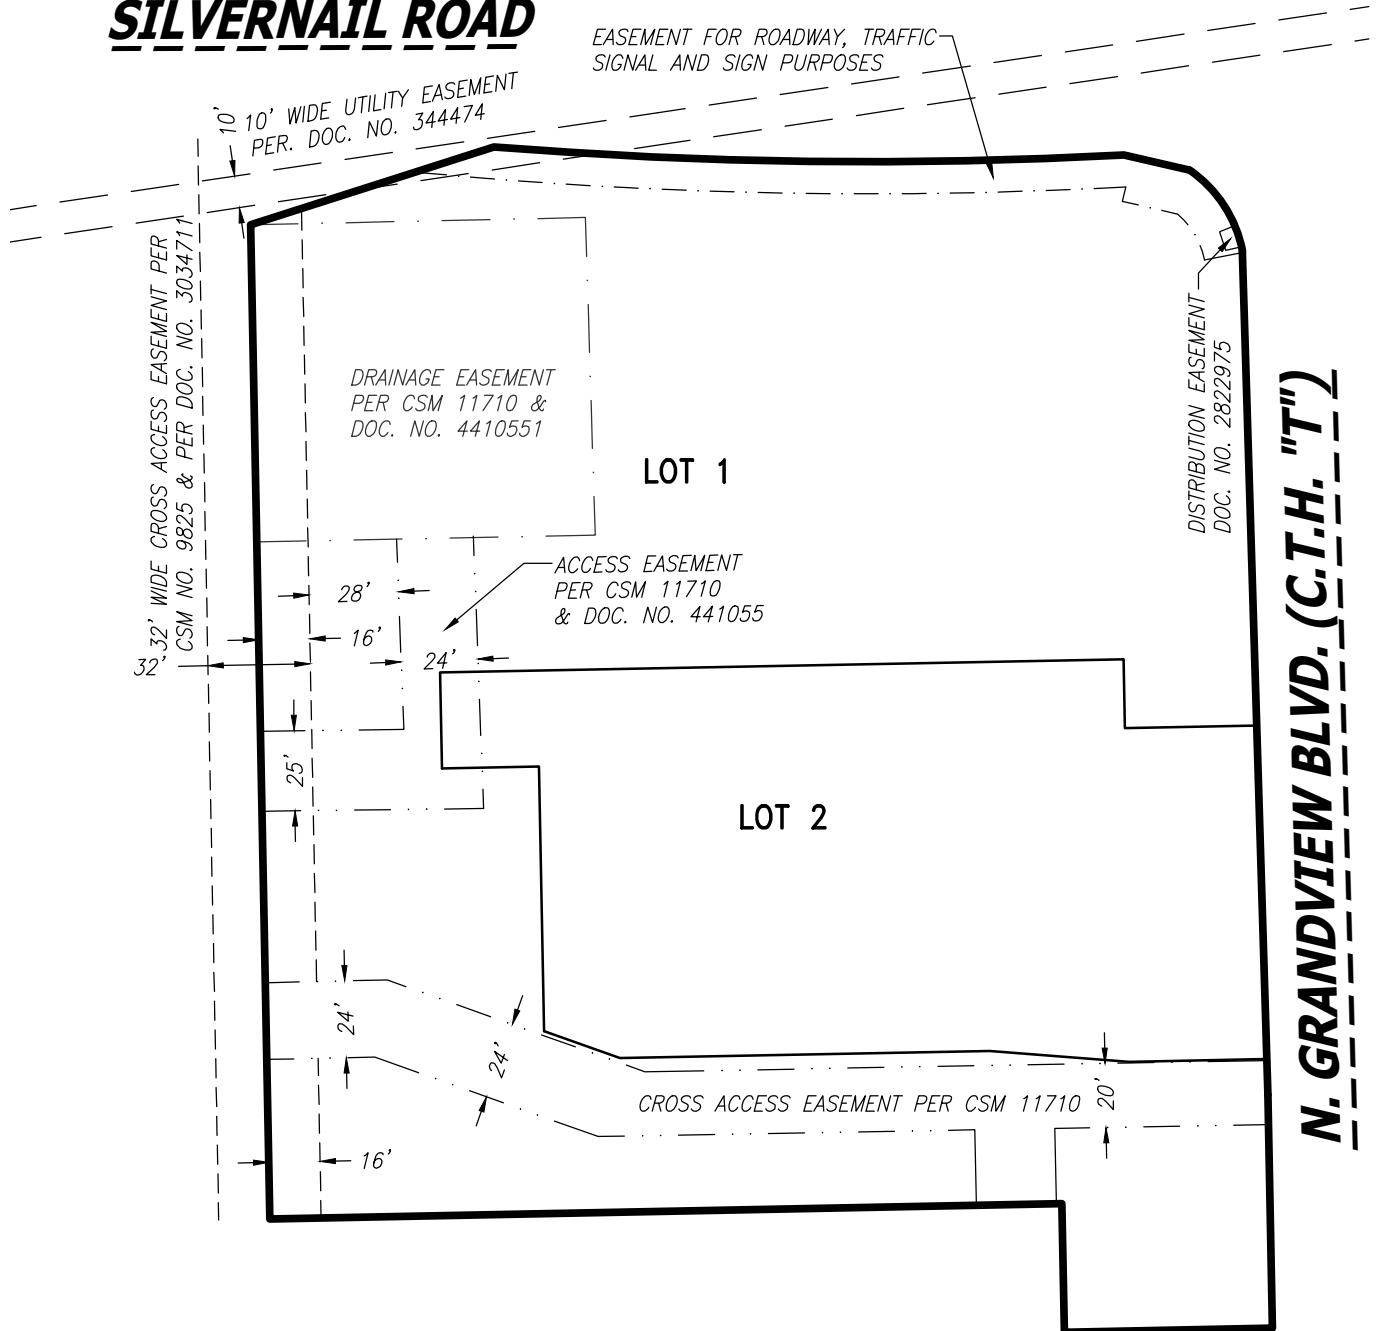 SILVERNAIL ROAD
EASEMENT FOR ROADWAY, TRAFFIC
SIGNAL AND SIGN PURPOSES
10'
10' WIDE UTILITY EASEMENT
PER. DOC. NO. 344474
32' WIDE CROSS ACCESS EASEMENT PER
CSM NO. 9825 & PER DOC. NO. 3034711
DRAINAGE EASEMENT
PER CSM 11710 &
DOC. NO. 4410551
LOT 1
DISTRIBUTION EASEMENT
DOC. NO. 2822975
N. GRANDVIEW BLVD. (C.T.H. "T")
ACCESS EASEMENT
PER CSM 11710
& DOC. NO. 441055
28'
16'
32'
24'
25'
LOT 2
24'
24'
CROSS ACCESS EASEMENT PER CSM 11710
20'
16'